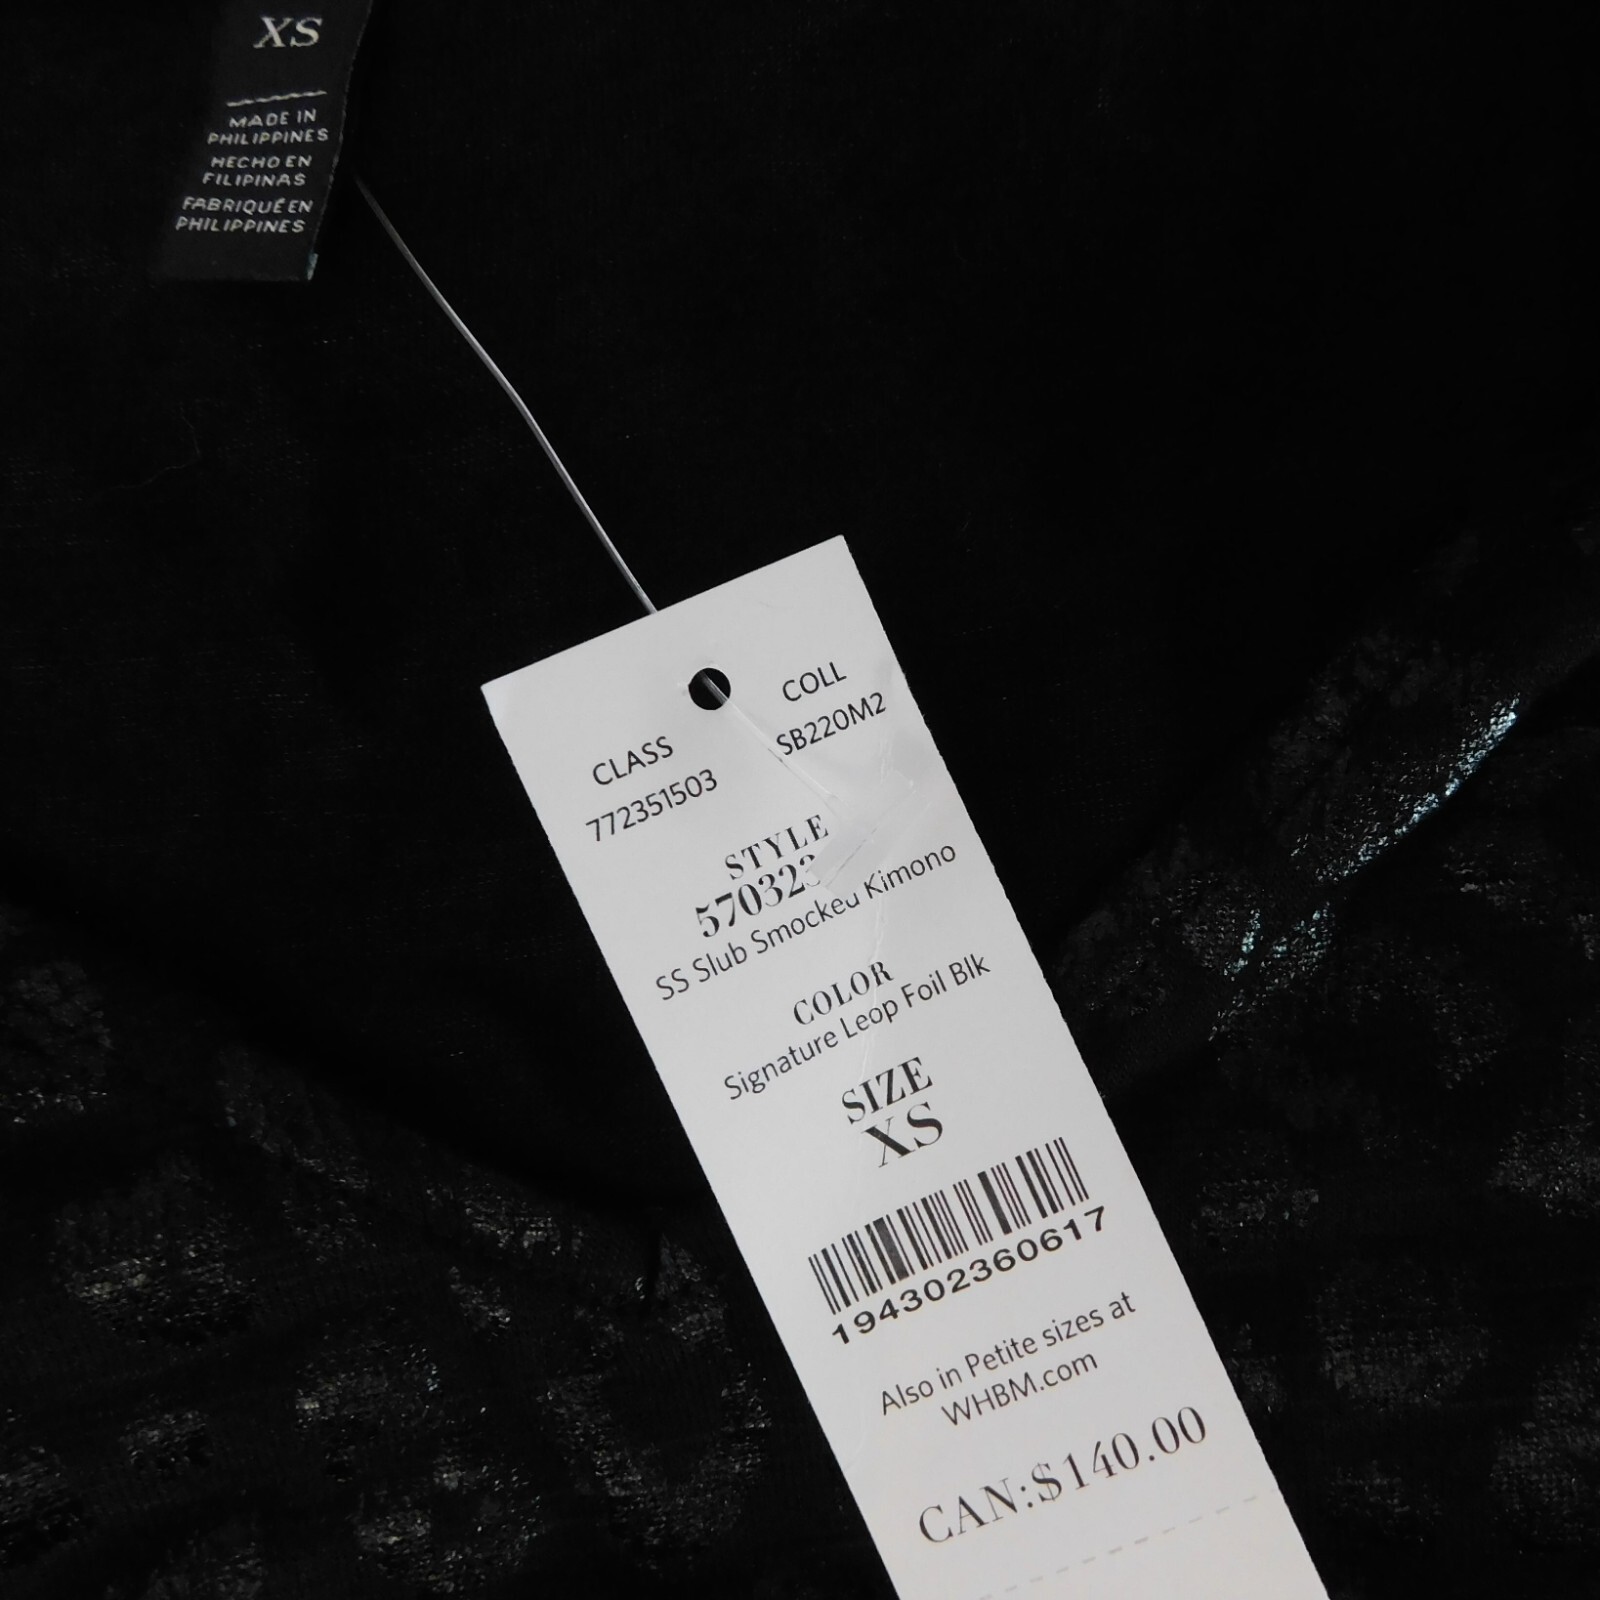 XS
MADE IN
PHILIPPINES
HECHO EN
FILIPINAS
FABRIQUÉ EN
PHILIPPINES
CLASS
772351503
COLL
SB220M2
STYLE
570323
SS Slub Smocked Kimono
COLOR
Signature Leop Foil Blk
SIZE
XS
194302360617
Also in Petite sizes at
WHBM.com
CAN:$140.00